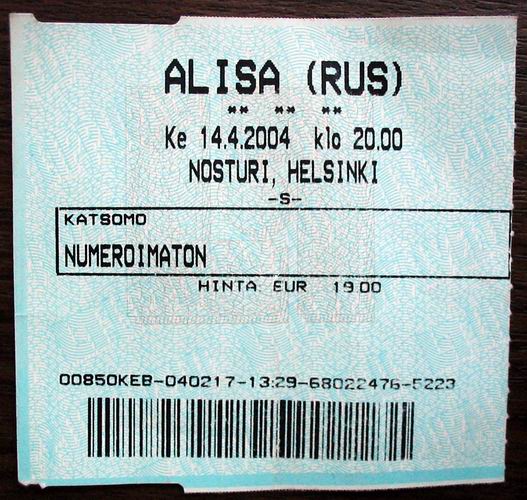 ALISA (RUS)
** ** **
Ke 14.4.2004 klo 20.00
NOSTURI, HELSINKI
-S-
KATSOMO
NUMEROIMATON
HINTA EUR 19.00
00850KEB-040217-13:29-68022476-5223